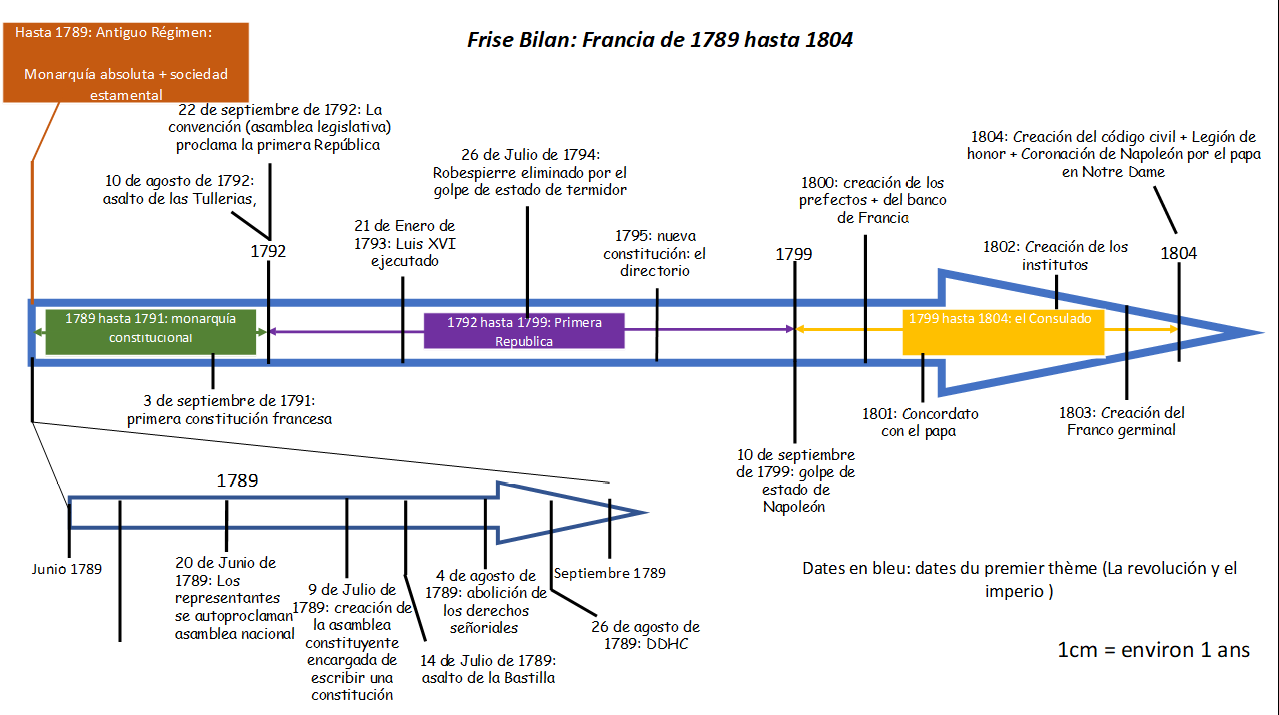 Hasta 1789: Antiguo Régimen:
Monarquía absoluta + sociedad
estamental
Frise Bilan: Francia de 1789 hasta 1804
22 de septiembre de 1792: La
convención (asamblea legislativa)
proclama la primera República
10 de agosto de 1792:
asalto de las Tullerias,
1792
21 de Enero de
1793: Luis XVI
ejecutado
26 de Julio de 1794:
Robespierre eliminado por el
golpe de estado de termidor
1795: nueva
constitución: el
directorio
1799
1800: creación de los
prefectos + del banco
de Francia
1804: Creación del código civil + Legión de
honor + Coronación de Napoleón por el papa
en Notre Dame
1802: Creación de los
institutos
1804
1789 hasta 1791: monarquía
constitucional
1792 hasta 1799: Primera
Republica
1799 hasta 1804: el Consulado
3 de septiembre de 1791:
primera constitución francesa
1801: Concordato
con el papa
1803: Creación del
Franco germinal
10 de septiembre
de 1799: golpe de
estado de
Napoleón
1789
Junio 1789
20 de Junio de
1789: Los
representantes
se autoproclaman
asamblea nacional
9 de Julio de
1789: creación de
la asamblea
constituyente
encargada de
escribir una
constitución
14 de Julio de 1789:
asalto de la Bastilla
4 de agosto de
1789: abolición de
los derechos
señoriales
Septiembre 1789
26 de agosto de
1789: DDHC
Dates en bleu: dates du premier thème (La revolución y el
imperio )
1cm = environ 1 ans